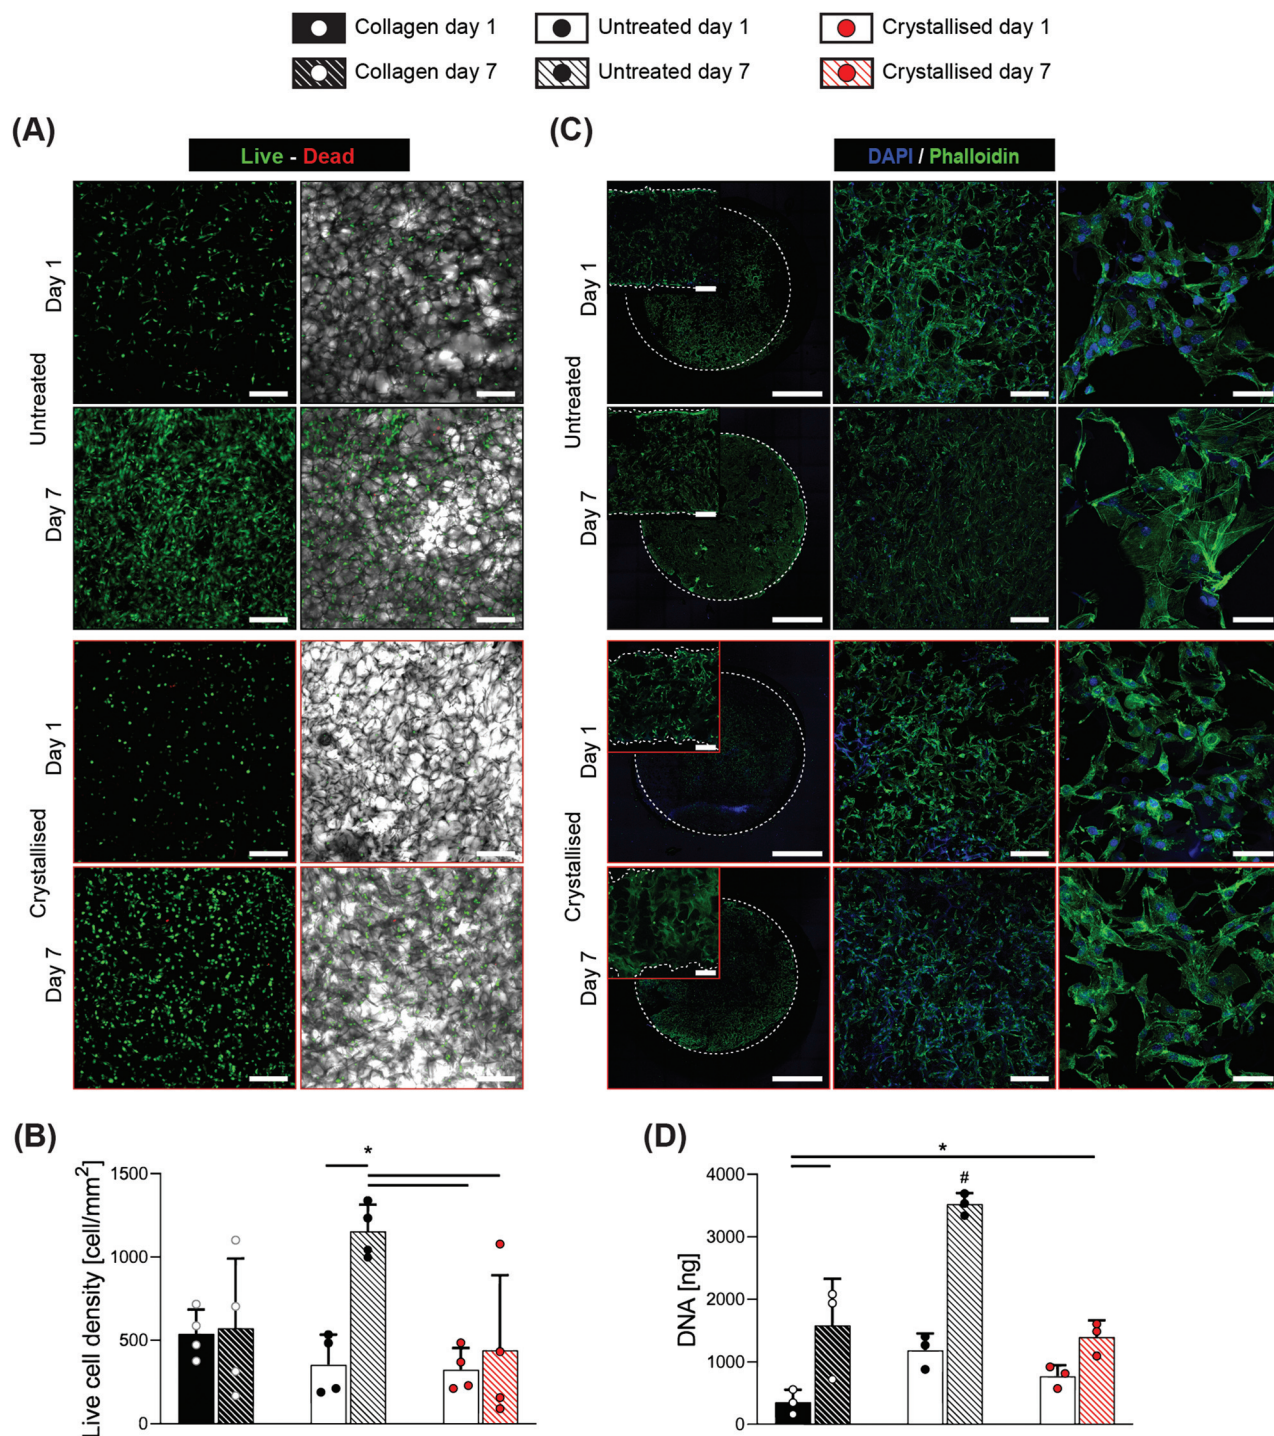 Collagen day 1
Untreated day 1
Crystallised day 1
Collagen day 7
Untreated day 7
Crystallised day 7
(A)
Live - Dead
(C)
DAPI / Phalloidin
Untreated
Day 1
Day 7
Crystallised
Day 1
Day 7
Untreated
Day 1
Day 7
Crystallised
Day 1
Day 7
(B)
Live cell density [cell/mm²]
1500
1000
500
0
*
(D)
DNA [ng]
4000
3000
2000
1000
0
*
#